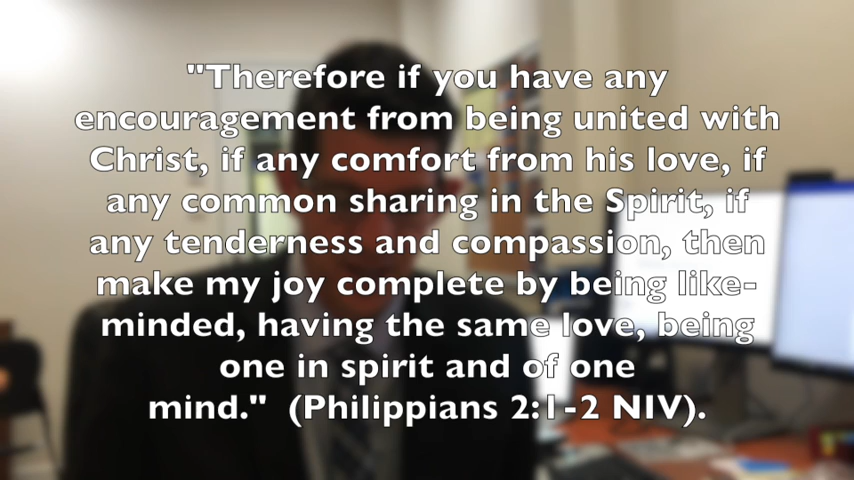 "Therefore if you have any
encouragement from being united with
Christ, if any comfort from his love, if
any common sharing in the Spirit, if
any tenderness and compassion, then
make my joy complete by being like-
minded, having the same love, being
one in spirit and of one
mind."  (Philippians 2:1-2 NIV).